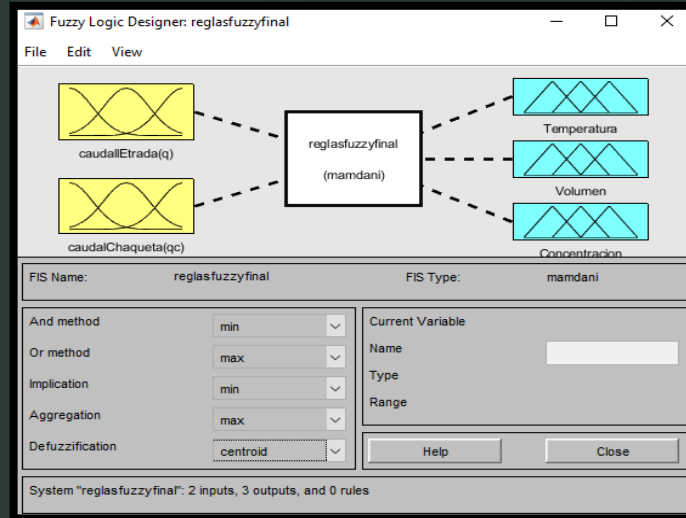 Fuzzy Logic Designer: reglasfuzzyfinal
File Edit View
caudallEtrada(q)
caudalChaqueta(qc)
reglasfuzzyfinal
(mamdani)
Temperatura
Volumen
Concentracion
FIS Name: reglasfuzzyfinal FIS Type: mamdani
And method min
Or method max
Implication min
Aggregation max
Defuzzification centroid
Current Variable
Name
Type
Range
Help Close
System "reglasfuzzyfinal": 2 inputs, 3 outputs, and 0 rules